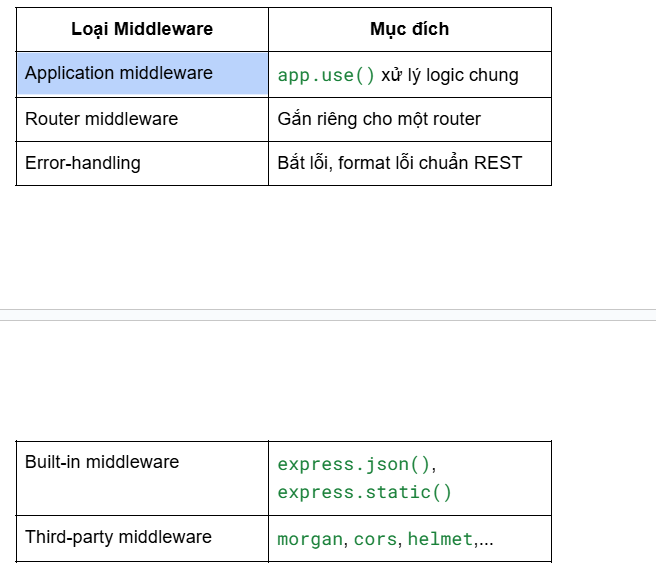 Loại Middleware Mục đích
Application middleware app.use() xử lý logic chung
Router middleware Gắn riêng cho một router
Error-handling Bắt lỗi, format lỗi chuẩn REST
Built-in middleware express.json(),
express.static()
Third-party middleware morgan, cors, helmet,...